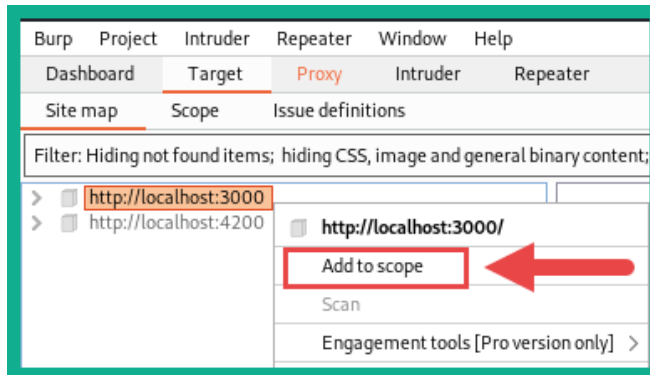 Burp Project Intruder Repeater Window Help
Dashboard Target Proxy Intruder Repeater
Site map Scope Issue definitions
Filter: Hiding not found items; hiding CSS, image and general binary content;
http://localhost:3000
http://localhost:4200
http://localhost:3000/
Add to scope
Scan
Engagement tools [Pro version only]